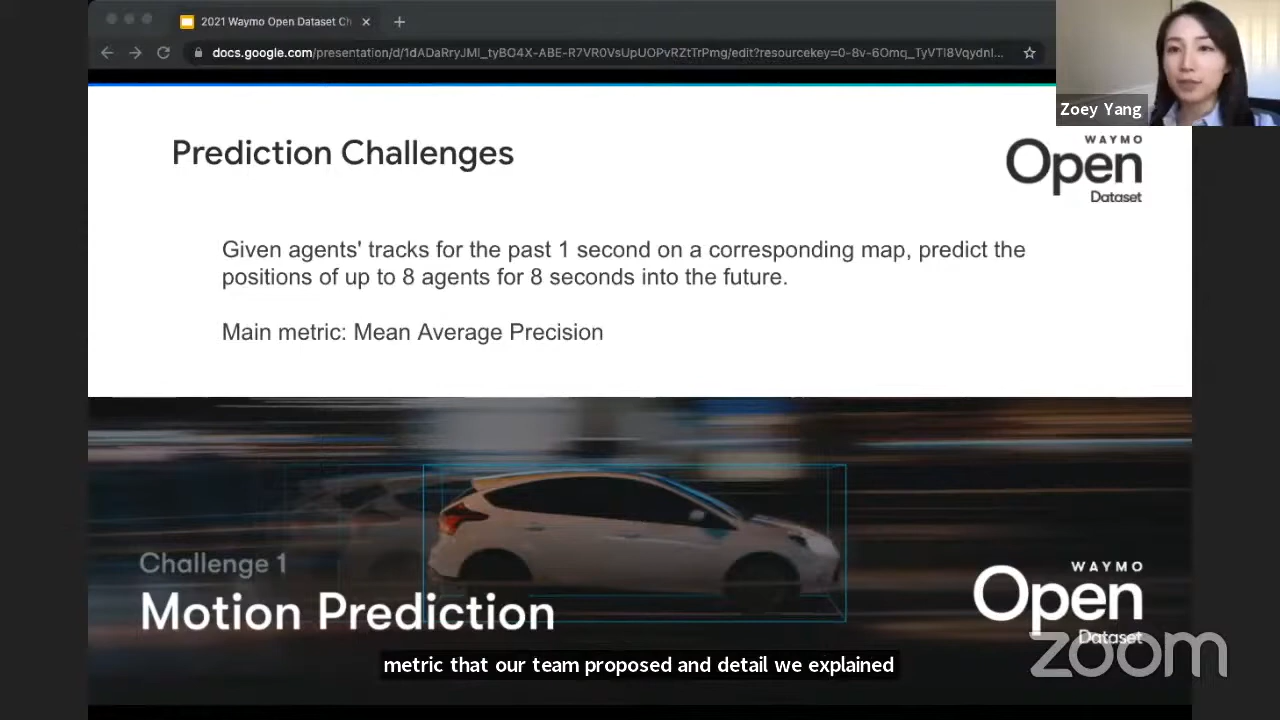 2021 Waymo Open Dataset Ch
docs.google.com/presentation/d/1dADaRryJMl_tyBO4X-ABE-R7VR0VsUpUOPvRZtTrPmg/edit?resourcekey=0-8v-6Omq_TyVTI8VqydnI...
Zoey Yang
Prediction Challenges
WAYMO
Open
Dataset
Given agents' tracks for the past 1 second on a corresponding map, predict the
positions of up to 8 agents for 8 seconds into the future.
Main metric: Mean Average Precision
Challenge 1
Motion Prediction
WAYMO
Open
Dataset
zoom
metric that our team proposed and detail we explained